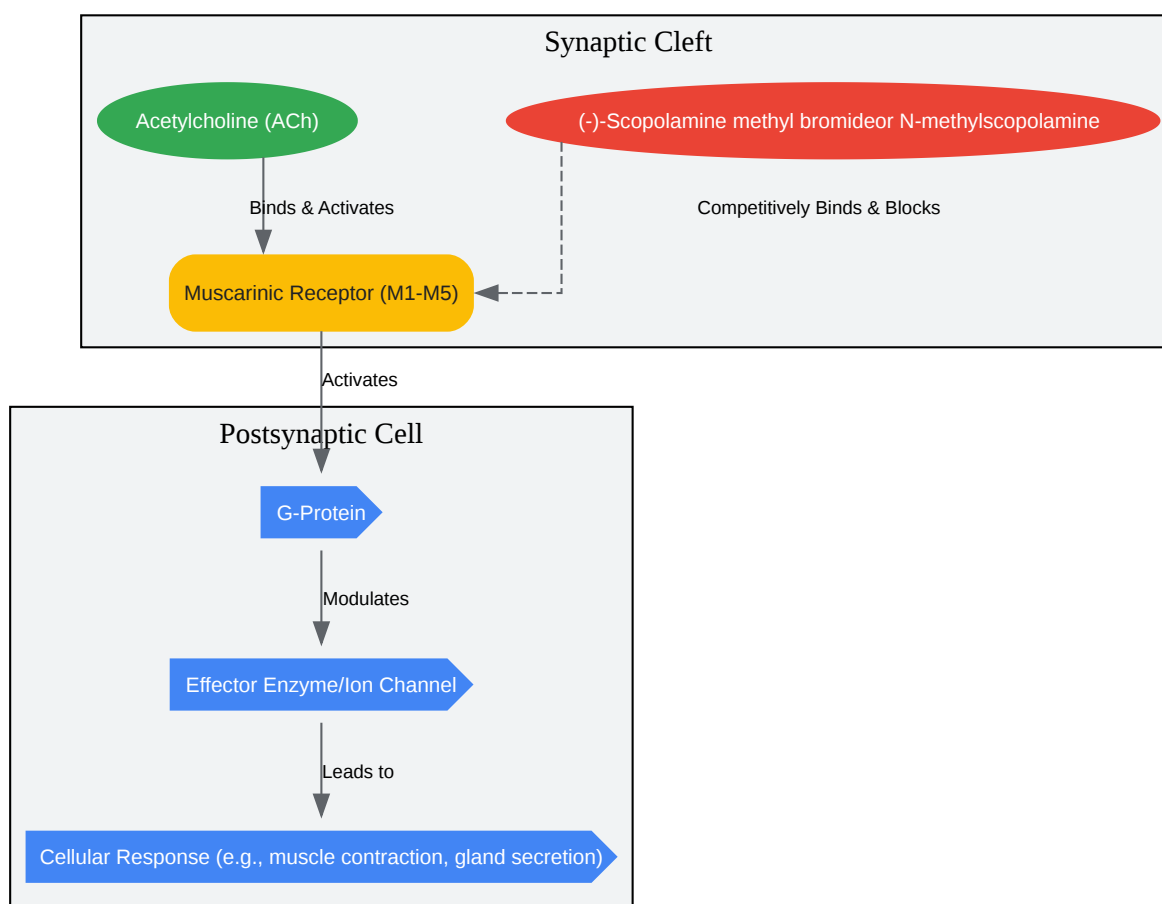 Synaptic Cleft
Acetylcholine (ACh)
(-)-Scopolamine methyl bromideor N-methylscopolamine
Binds & Activates
Competitively Binds & Blocks
Muscarinic Receptor (M1-M5)
Activates
Postsynaptic Cell
G-Protein
Modulates
Effector Enzyme/Ion Channel
Leads to
Cellular Response (e.g., muscle contraction, gland secretion)